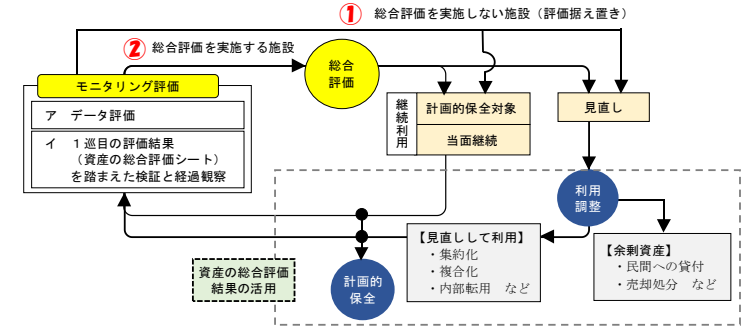 ① 総合評価を実施しない施設（評価据え置き）
② 総合評価を実施する施設
総合
評価
モニタリング評価
ア データ評価
イ １巡目の評価結果
（資産の総合評価シート）
を踏まえた検証と経過観察
継続利用
計画的保全対象
当面継続
見直し
利用
調整
【見直しして利用】
・集約化
・複合化
・内部転用 など
【余剰資産】
・民間への貸付
・売却処分 など
資産の総合評価
結果の活用
計画的
保全